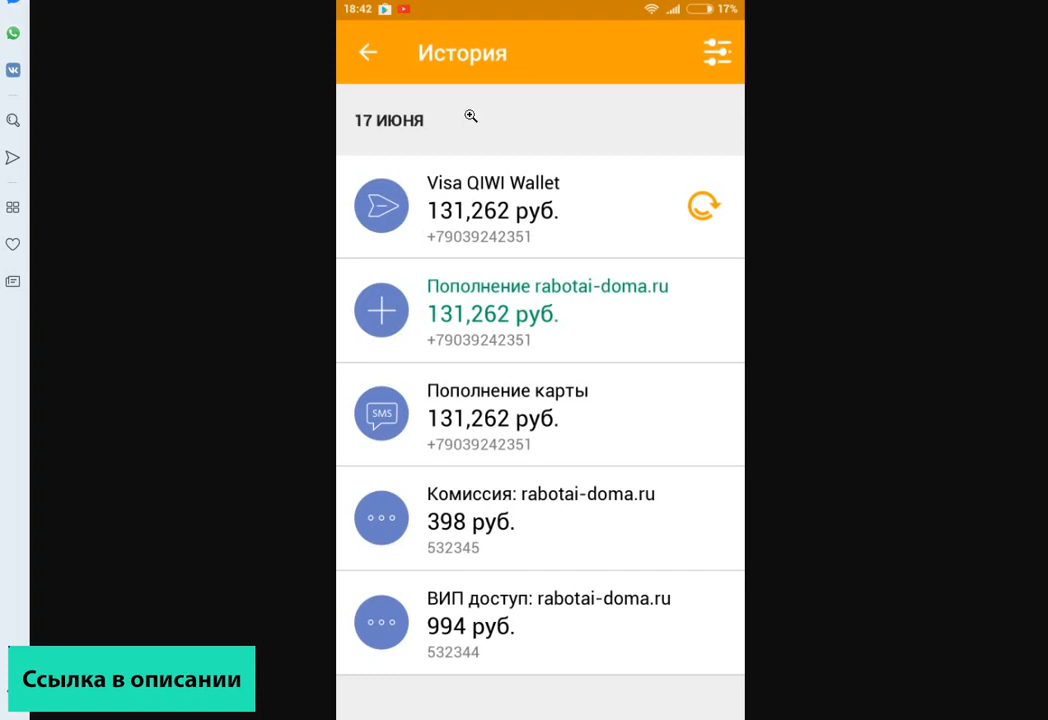 18:42
17%
История
17 ИЮНЯ
Visa QIWI Wallet
131,262 руб.
+79039242351
Пополнение rabotai-doma.ru
131,262 руб.
+79039242351
SMS
Пополнение карты
131,262 руб.
+79039242351
Комиссия: rabotai-doma.ru
398 руб.
532345
ВИП доступ: rabotai-doma.ru
994 руб.
532344
Ссылка в описании